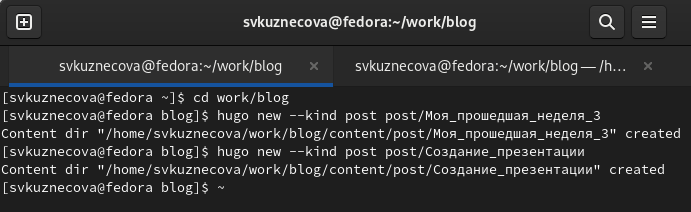 svkuznecova@fedora:~/work/blog
svkuznecova@fedora:~/work/blog ×
svkuznecova@fedora:~/work/blog — /h… ×
[svkuznecova@fedora ~]$ cd work/blog
[svkuznecova@fedora blog]$ hugo new --kind post post/Моя_прошедшая_неделя_3
Content dir "/home/svkuznecova/work/blog/content/post/Моя_прошедшая_неделя_3" created
[svkuznecova@fedora blog]$ hugo new --kind post post/Создание_презентации
Content dir "/home/svkuznecova/work/blog/content/post/Создание_презентации" created
[svkuznecova@fedora blog]$ ~